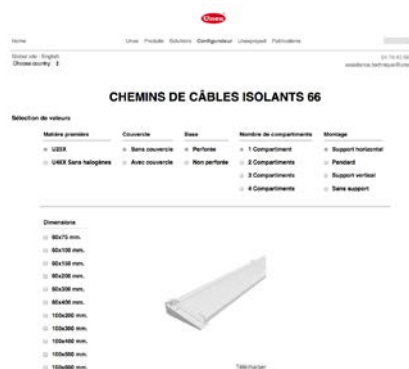 Unex
Home
Unex Produits Solutions Configurateur Unexprojed Publications
Global site - English
Choose country
CHEMINS DE CÂBLES ISOLANTS 66
Sélection de valeurs
Matière première Couvercle Base Nombre de compartiments Montage
U23X Sans couvercle Perforée 1 Compartiment Support horizontal
U48X Sans halogènes Avec couvercle Non perforée 2 Compartiments Pendard
3 Compartiments Support vertical
4 Compartiments Sans support
Dimensions
60x75 mm.
60x100 mm.
60x150 mm.
60x200 mm.
60x300 mm.
60x400 mm.
100x200 mm.
100x300 mm.
100x400 mm.
100x500 mm.
100x600 mm.
Télécharger